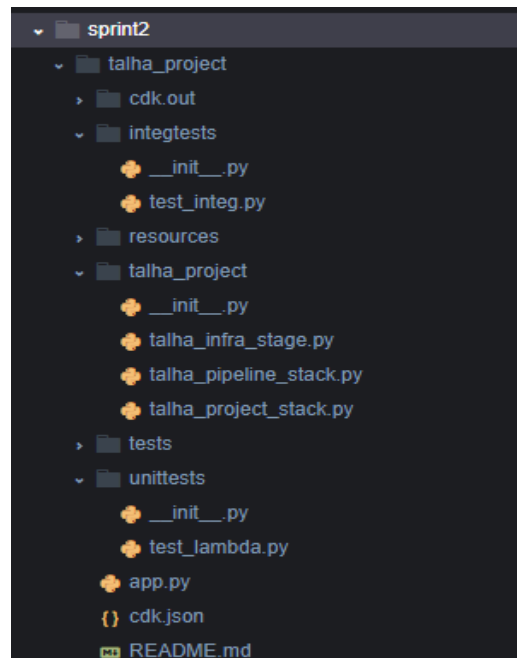 sprint2
talha_project
cdk.out
integtests
__init__.py
test_integ.py
resources
talha_project
__init__.py
talha_infra_stage.py
talha_pipeline_stack.py
talha_project_stack.py
tests
unittests
__init__.py
test_lambda.py
app.py
{} cdk.json
README.md